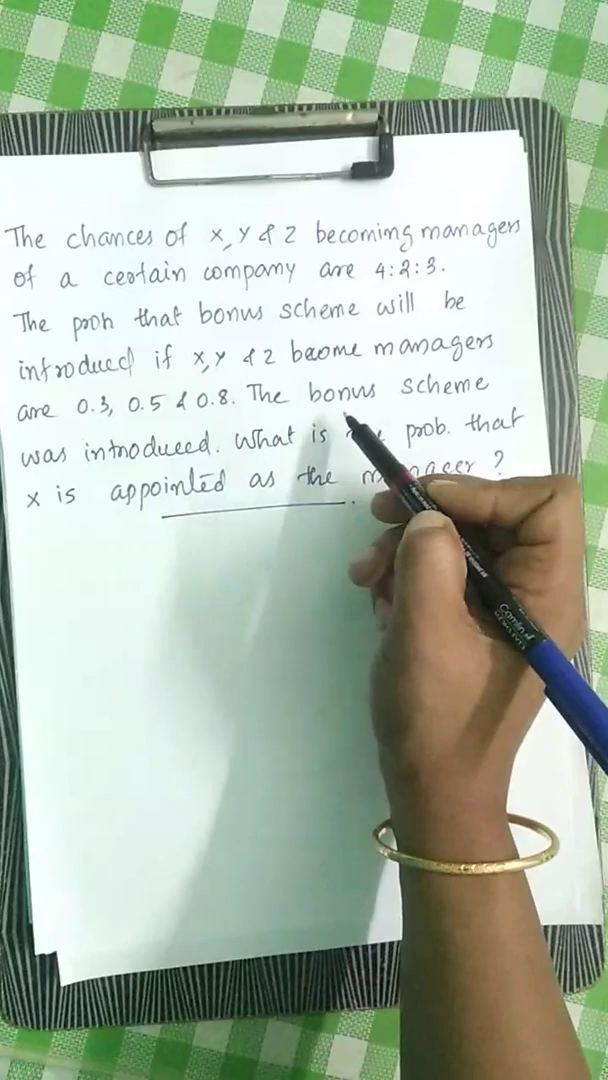 The chances of X, Y & Z becoming managers
of a certain company are 4:2:3.
The prob that bonus scheme will be
introduced if X, Y & Z become managers
are 0.3, 0.5 & 0.8. The bonus scheme
was introduced. What is prob. that
X is appointed as the ?
Camlin